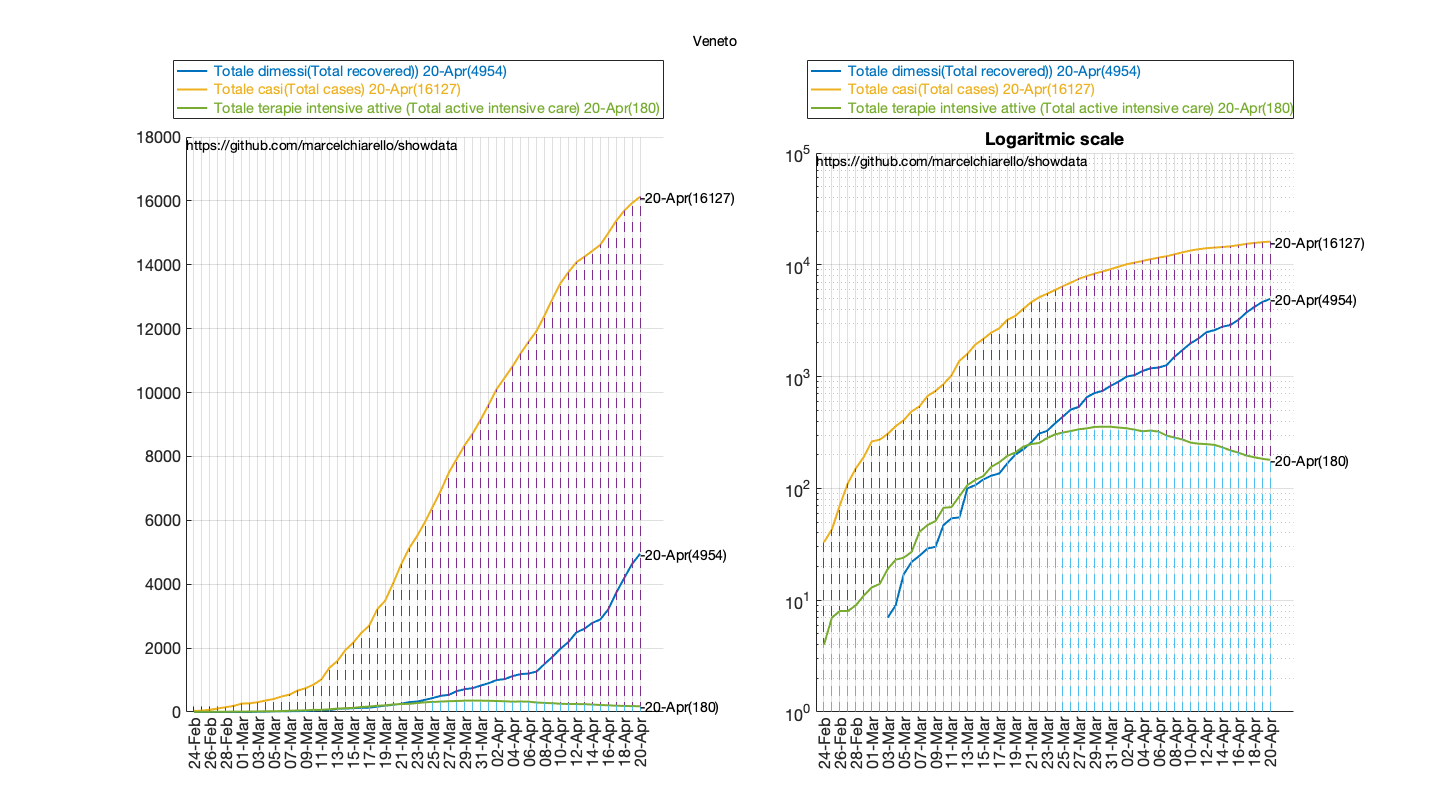 Veneto
Totale dimessi(Total recovered)) 20-Apr(4954)
Totale casi(Total cases) 20-Apr(16127)
Totale terapie intensive attive (Total active intensive care) 20-Apr(180)
18000
https://github.com/marcelchiarello/showdata
16000
14000
12000
10000
8000
6000
4000
2000
0
-20-Apr(16127)
-20-Apr(4954)
-20-Apr(180)
24-Feb
26-Feb
28-Feb
01-Mar
03-Mar
05-Mar
07-Mar
09-Mar
11-Mar
13-Mar
15-Mar
17-Mar
19-Mar
21-Mar
23-Mar
25-Mar
27-Mar
29-Mar
31-Mar
02-Apr
04-Apr
06-Apr
08-Apr
10-Apr
12-Apr
14-Apr
16-Apr
18-Apr
20-Apr
Totale dimessi(Total recovered)) 20-Apr(4954)
Totale casi(Total cases) 20-Apr(16127)
Totale terapie intensive attive (Total active intensive care) 20-Apr(180)
Logaritmic scale
10^5
https://github.com/marcelchiarello/showdata
10^4
10^3
10^2
10^1
10^0
-20-Apr(16127)
-20-Apr(4954)
-20-Apr(180)
24-Feb
26-Feb
28-Feb
01-Mar
03-Mar
05-Mar
07-Mar
09-Mar
11-Mar
13-Mar
15-Mar
17-Mar
19-Mar
21-Mar
23-Mar
25-Mar
27-Mar
29-Mar
31-Mar
02-Apr
04-Apr
06-Apr
08-Apr
10-Apr
12-Apr
14-Apr
16-Apr
18-Apr
20-Apr